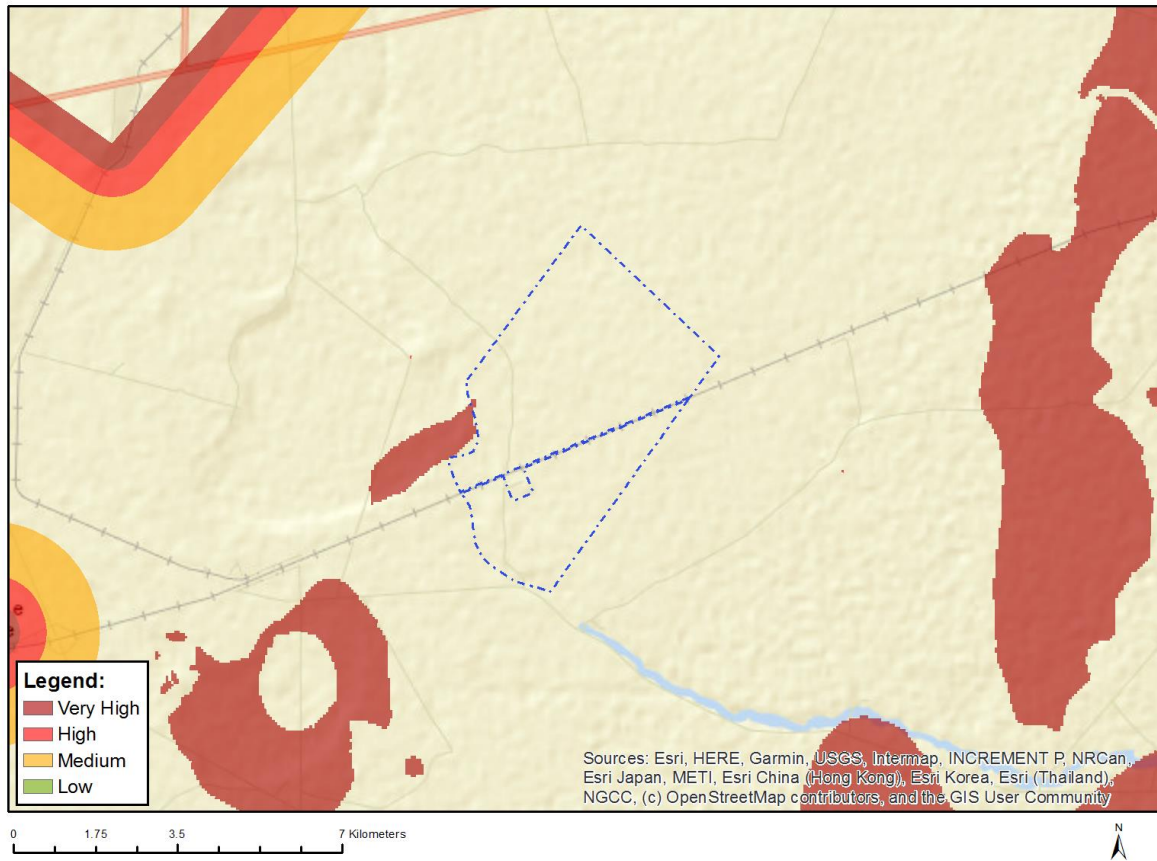 Legend:
Very High
High
Medium
Low
Sources: Esri, HERE, Garmin, USGS, Intermap, INCREMENT P, NRCan,
Esri Japan, METI, Esri China (Hong Kong), Esri Korea, Esri (Thailand),
NGCC, (c) OpenStreetMap contributors, and the GIS User Community
0 1.75 3.5 7 Kilometers
N